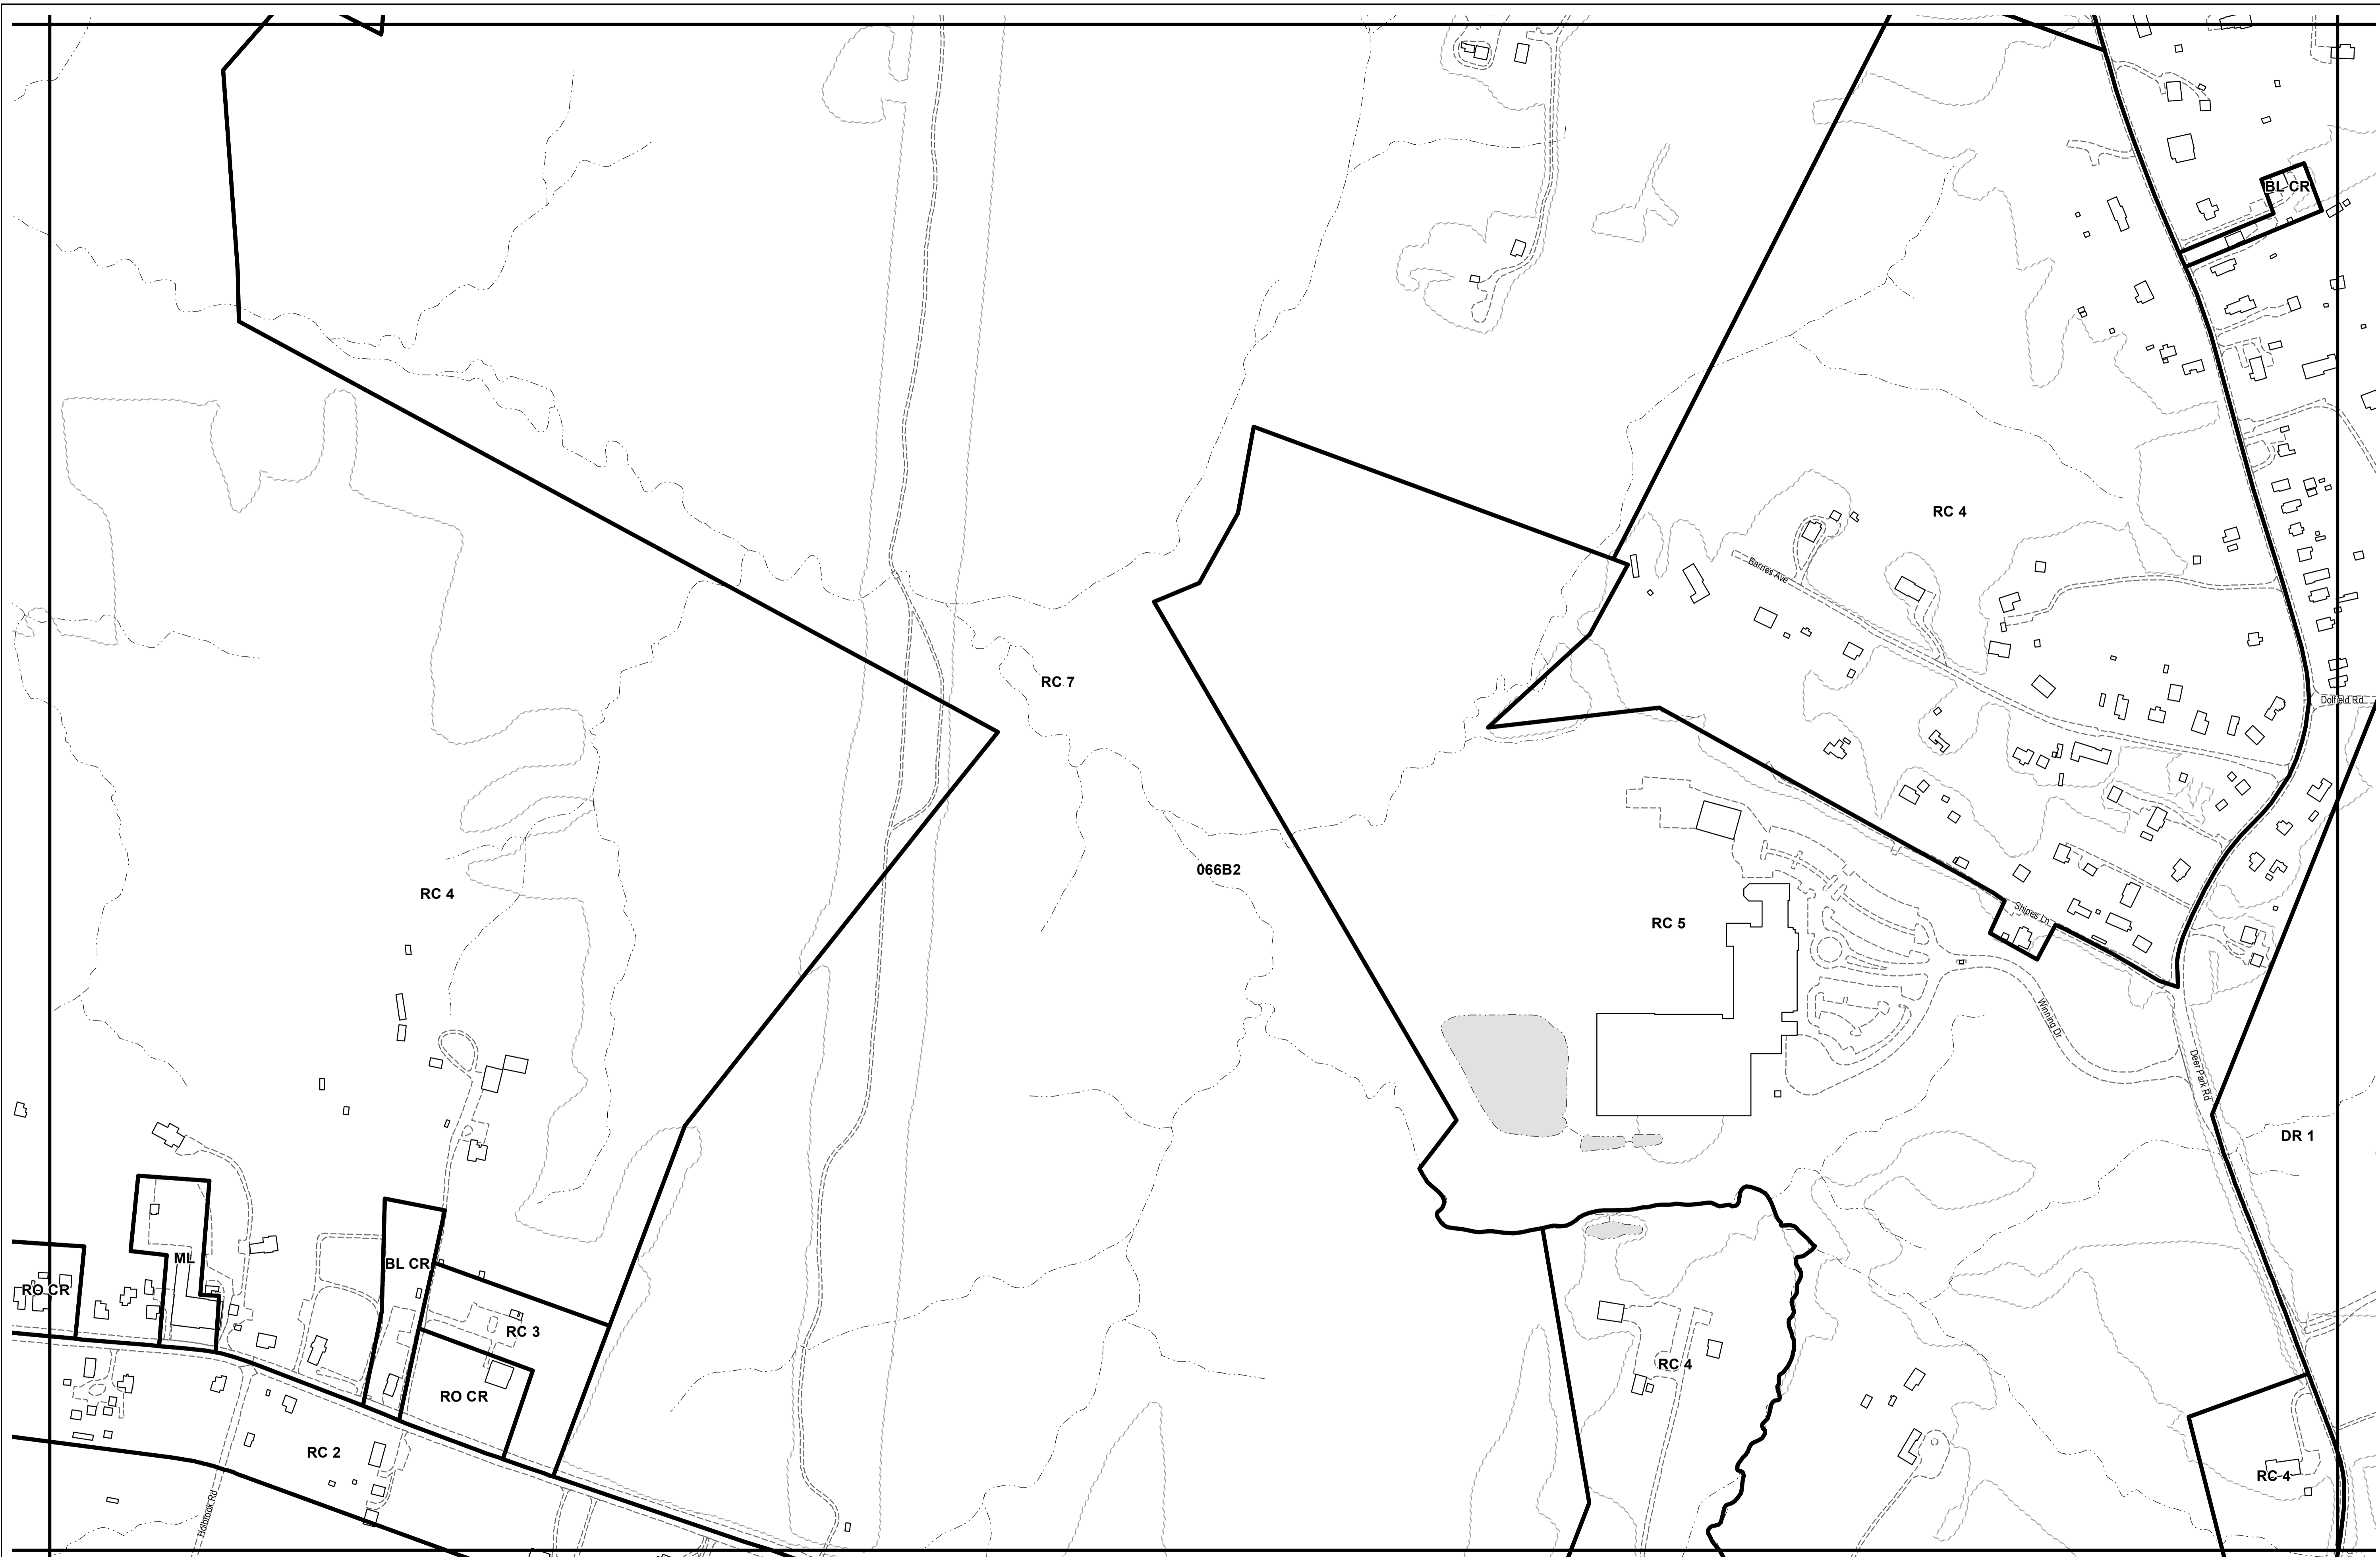 BL CR
RC 4
Barnes Ave
RC 7
Dolfield Rd
066B2
RC 4
RC 5
Shipes Ln
Winning Dr
Deer Park Rd
DR 1
ML
BL CR
RO CR
RC 3
RC 4
RO CR
RC 2
RC 4
Holbrook Rd